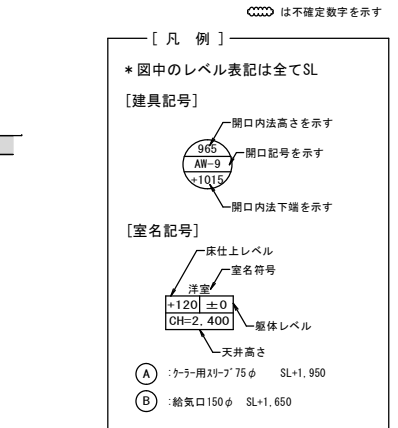 は不確定数字を示す
[ 凡 例 ]
*図中のレベル表記は全てSL
[建具記号]
開口内法高さを示す
965
開口記号を示す
AW-9
+1015
開口内法下端を示す
[室名記号]
床仕上レベル
室名符号
洋室
+120 ±0
CH=2,400
躯体レベル
天井高さ
A :クーラー用スリーブ75φ SL+1,950
B :給気口150φ SL+1,650